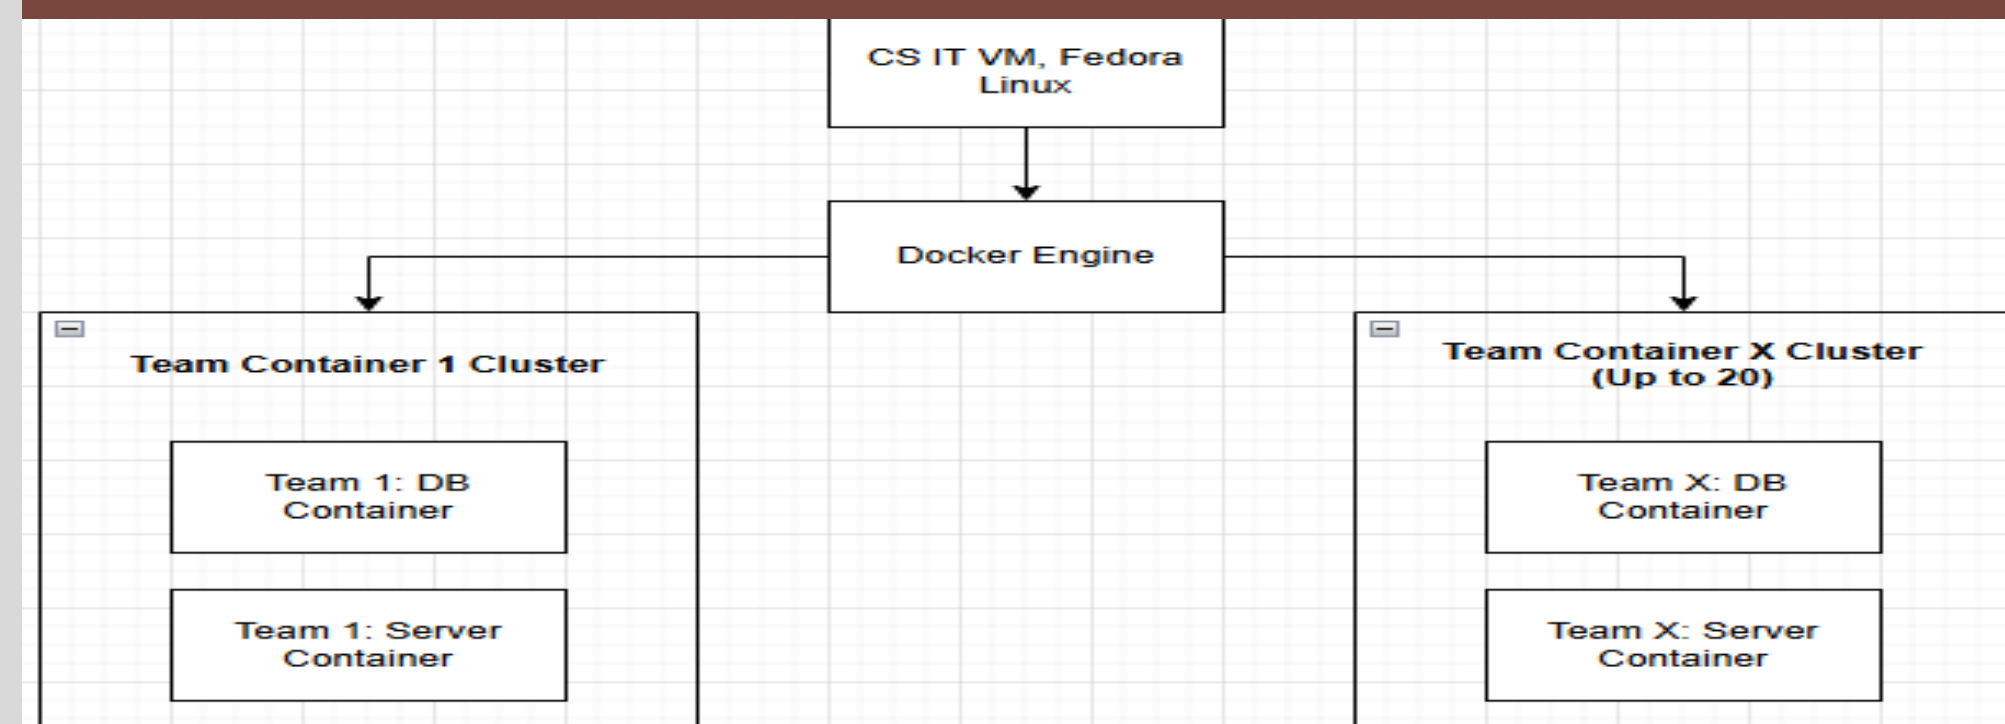 CS IT VM, Fedora
Linux
Docker Engine
Team Container 1 Cluster
Team Container X Cluster
(Up to 20)
Team 1: DB
Container
Team X: DB
Container
Team 1: Server
Container
Team X: Server
Container